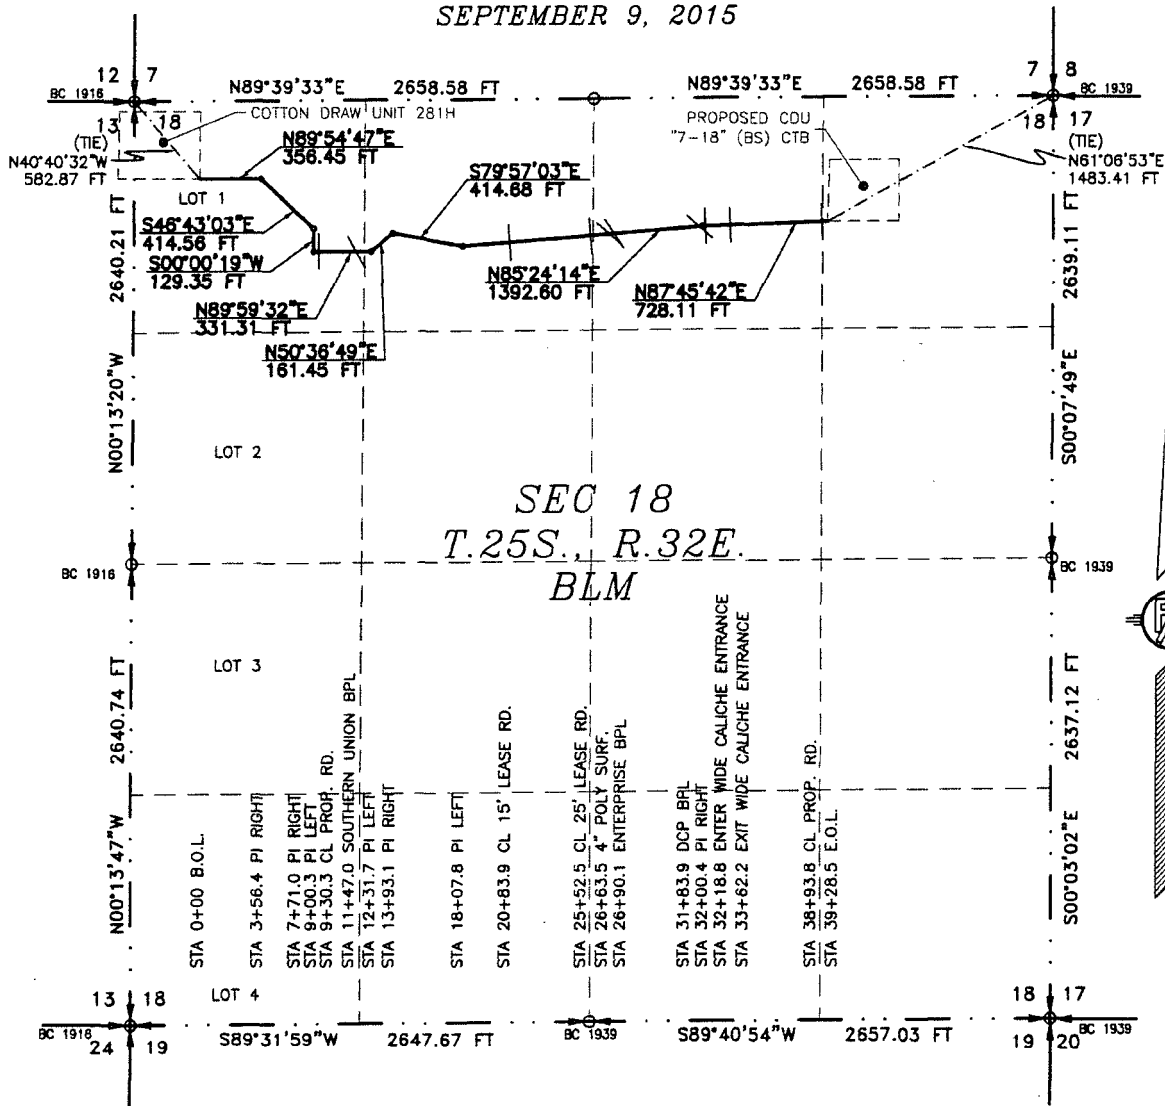 SEPTEMBER 9, 2015
12 7
7 8
BC 1916
N89°39'33"E 2658.58 FT
N89°39'33"E 2658.58 FT
BC 1939
13 18
18 17
COTTON DRAW UNIT 281H
PROPOSED CDU
"7-18" (BS) CTB
(TIE)
N40°40'32"W
582.87 FT
(TIE)
N61°06'53"E
1483.41 FT
N89°54'47"E
356.45 FT
S79°57'03"E
414.68 FT
LOT 1
S46°43'03"E
414.56 FT
S00°00'19"W
129.35 FT
N89°59'32"E
331.31 FT
N50°36'49"E
161.45 FT
N85°24'14"E
1392.60 FT
N87°45'42"E
728.11 FT
N00°13'20"W 2640.21 FT
S00°07'49"E 2639.11 FT
LOT 2
SEC 18
T.25S., R.32E.
BLM
BC 1916
BC 1939
LOT 3
N00°13'47"W 2640.74 FT
S00°03'02"E 2637.12 FT
STA 0+00 B.O.L.
STA 3+56.4 PI RIGHT
STA 7+71.0 PI RIGHT
STA 9+00.3 PI LEFT
STA 9+30.3 CL PROP. RD.
STA 11+47.0 SOUTHERN UNION BPL
STA 12+31.7 PI LEFT
STA 13+93.1 PI RIGHT
STA 18+07.8 PI LEFT
STA 20+83.9 CL 15' LEASE RD.
STA 25+52.5 CL 25' LEASE RD.
STA 26+63.5 4" POLY SURF.
STA 26+90.1 ENTERPRISE BPL
STA 31+83.9 DCP BPL
STA 32+00.4 PI RIGHT
STA 32+18.8 ENTER WIDE CALICHE ENTRANCE
STA 33+62.2 EXIT WIDE CALICHE ENTRANCE
STA 38+93.8 CL PROP. RD.
STA 39+28.5 E.O.L.
LOT 4
13 18
18 17
BC 1916
S89°31'59"W 2647.67 FT
BC 1939
S89°40'54"W 2657.03 FT
BC 1939
24 19
19 20